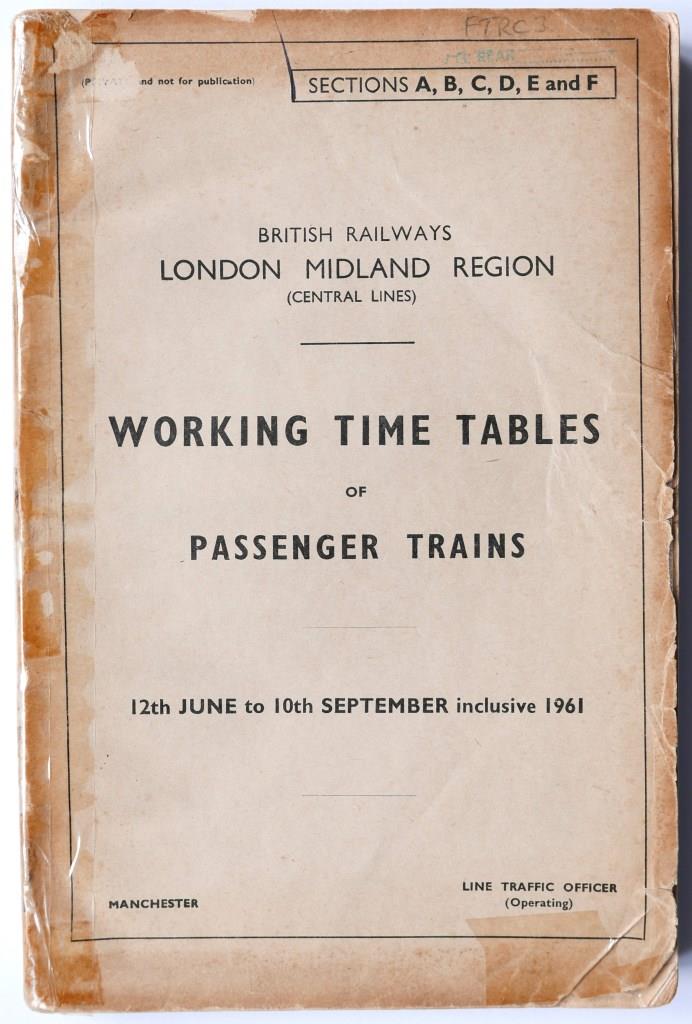 FTRC3
(P and not for publication)
SECTIONS A, B, C, D, E and F
BRITISH RAILWAYS
LONDON MIDLAND REGION
(CENTRAL LINES)
WORKING TIME TABLES
OF
PASSENGER TRAINS
12th JUNE to 10th SEPTEMBER inclusive 1961
MANCHESTER
LINE TRAFFIC OFFICER
(Operating)